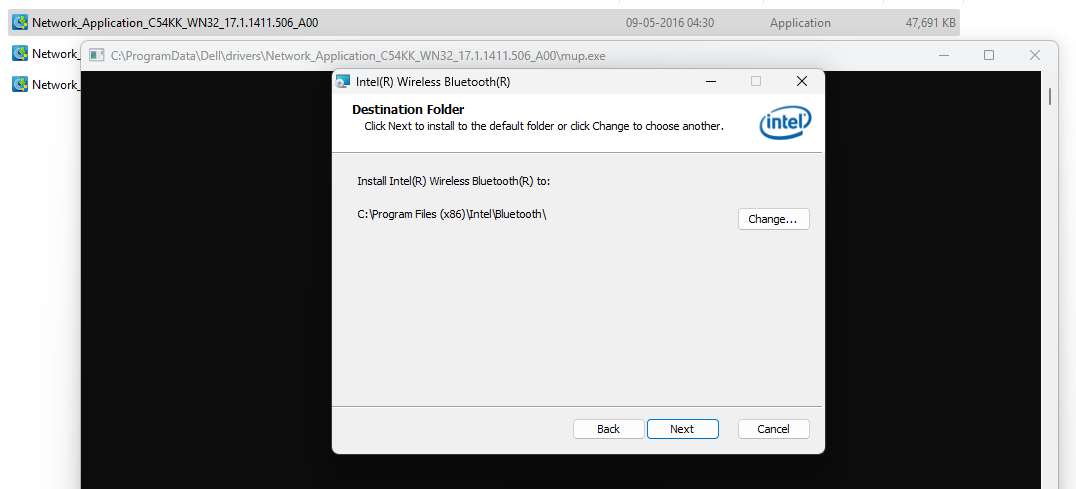 Network_Application_C54KK_WN32_17.1.1411.506_A00 09-05-2016 04:30 Application 47,691 KB
Network_
C:\ProgramData\Dell\drivers\Network_Application_C54KK_WN32_17.1.1411.506_A00\mup.exe
Network_
Intel(R) Wireless Bluetooth(R)
Destination Folder
Click Next to install to the default folder or click Change to choose another.
intel
Install Intel(R) Wireless Bluetooth(R) to:
C:\Program Files (x86)\Intel\Bluetooth\
Change...
Back Next Cancel